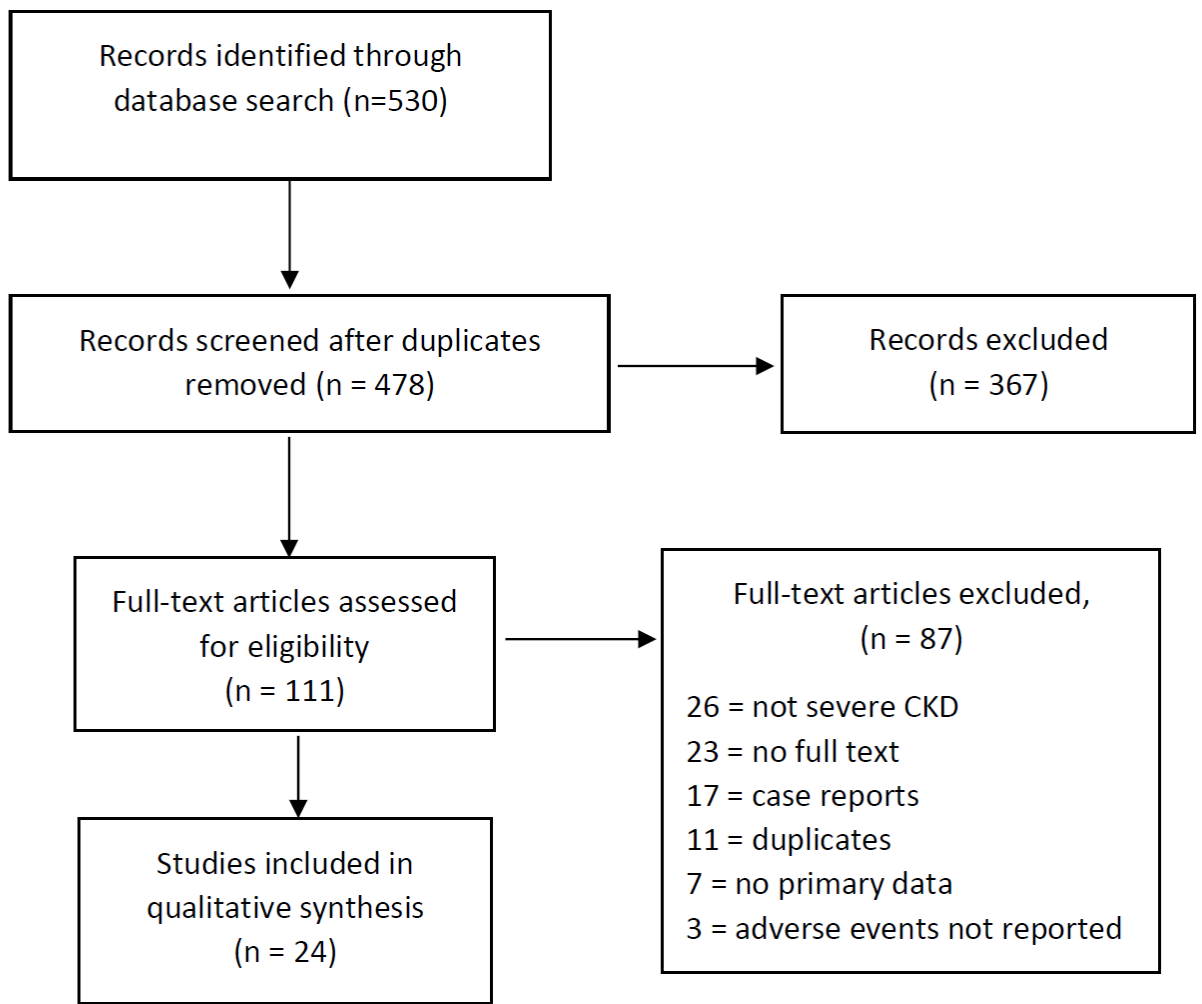 Records identified through
database search (n=530)
Records screened after duplicates
removed (n = 478)
Records excluded
(n = 367)
Full-text articles assessed
for eligibility
(n = 111)
Full-text articles excluded,
(n = 87)
26 = not severe CKD
23 = no full text
17 = case reports
11 = duplicates
7 = no primary data
3 = adverse events not reported
Studies included in
qualitative synthesis
(n = 24)